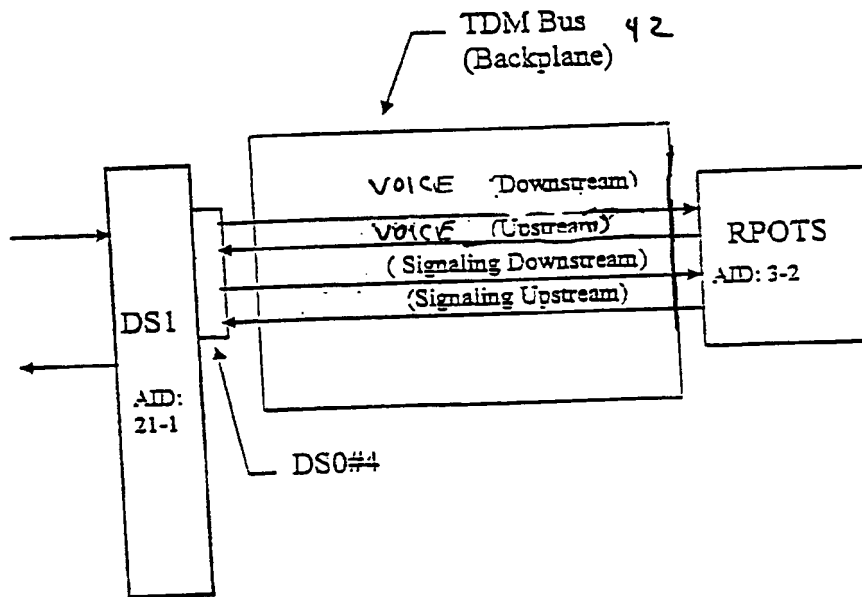 TDM Bus 42
(Backplane)
VOICE (Downstream)
VOICE (Upstream)
(Signaling Downstream)
(Signaling Upstream)
RPOTS
AID: 3-2
DS1
AID:
21-1
DS0#4